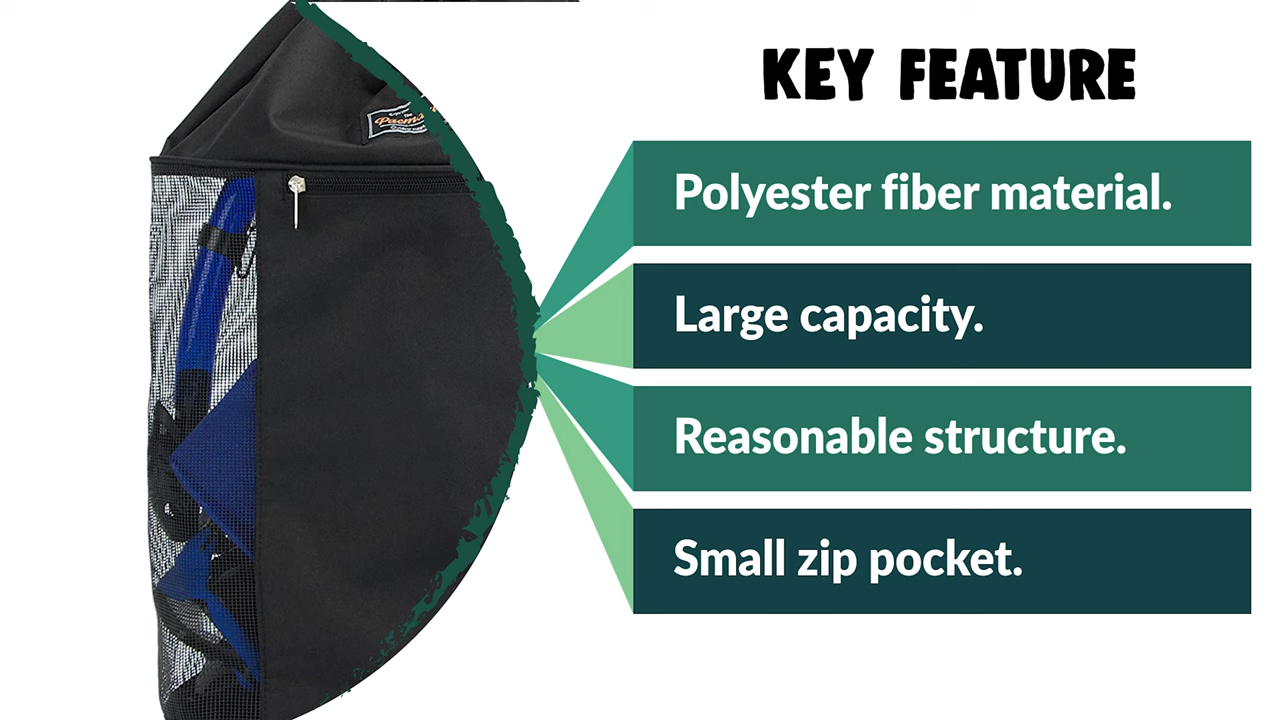 KEY FEATURE
Polyester fiber material.
Large capacity.
Reasonable structure.
Small zip pocket.